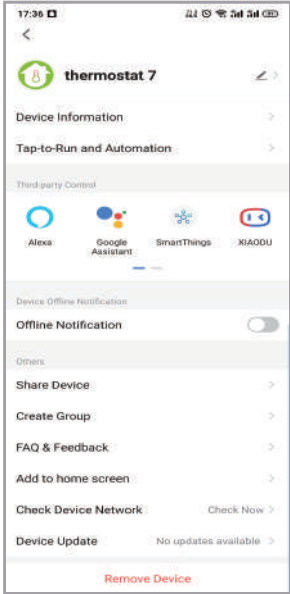 17:36
thermostat 7
Device Information
Tap-to-Run and Automation
Third-party Control
Alexa
Google Assistant
SmartThings
XIAODU
Device Offline Notification
Offline Notification
Others
Share Device
Create Group
FAQ & Feedback
Add to home screen
Check Device Network Check Now
Device Update No updates available
Remove Device